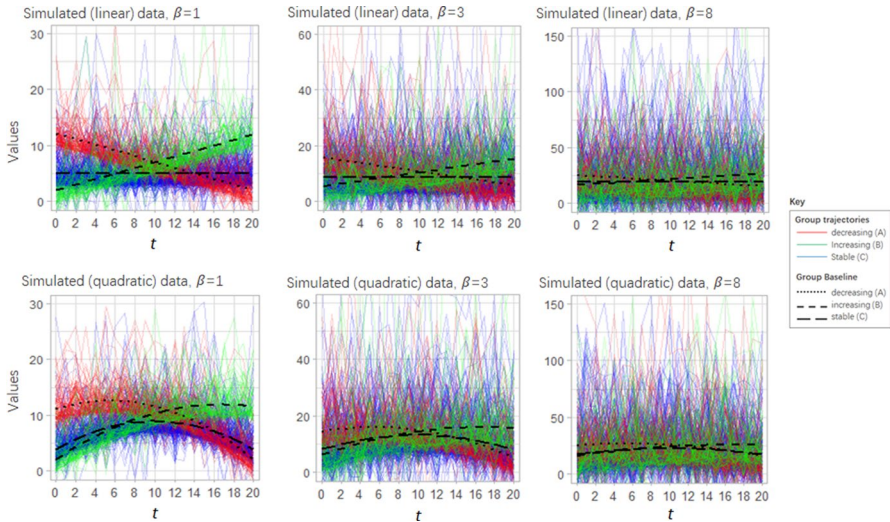 Simulated (linear) data, β=1
Simulated (linear) data, β=3
Simulated (linear) data, β=8
30
20
10
0
Values
0 2 4 6 8 10 12 14 16 18 20
t
60
40
20
0
0 2 4 6 8 10 12 14 16 18 20
t
150
100
50
0
0 2 4 6 8 10 12 14 16 18 20
t
Key
Group trajectories
decreasing (A)
Increasing (B)
Stable (C)
Group Baseline
decreasing (A)
increasing (B)
stable (C)
Simulated (quadratic) data, β=1
Simulated (quadratic) data, β=3
Simulated (quadratic) data, β=8
30
20
10
0
Values
0 2 4 6 8 10 12 14 16 18 20
t
60
40
20
0
0 2 4 6 8 10 12 14 16 18 20
t
150
100
50
0
0 2 4 6 8 10 12 14 16 18 20
t